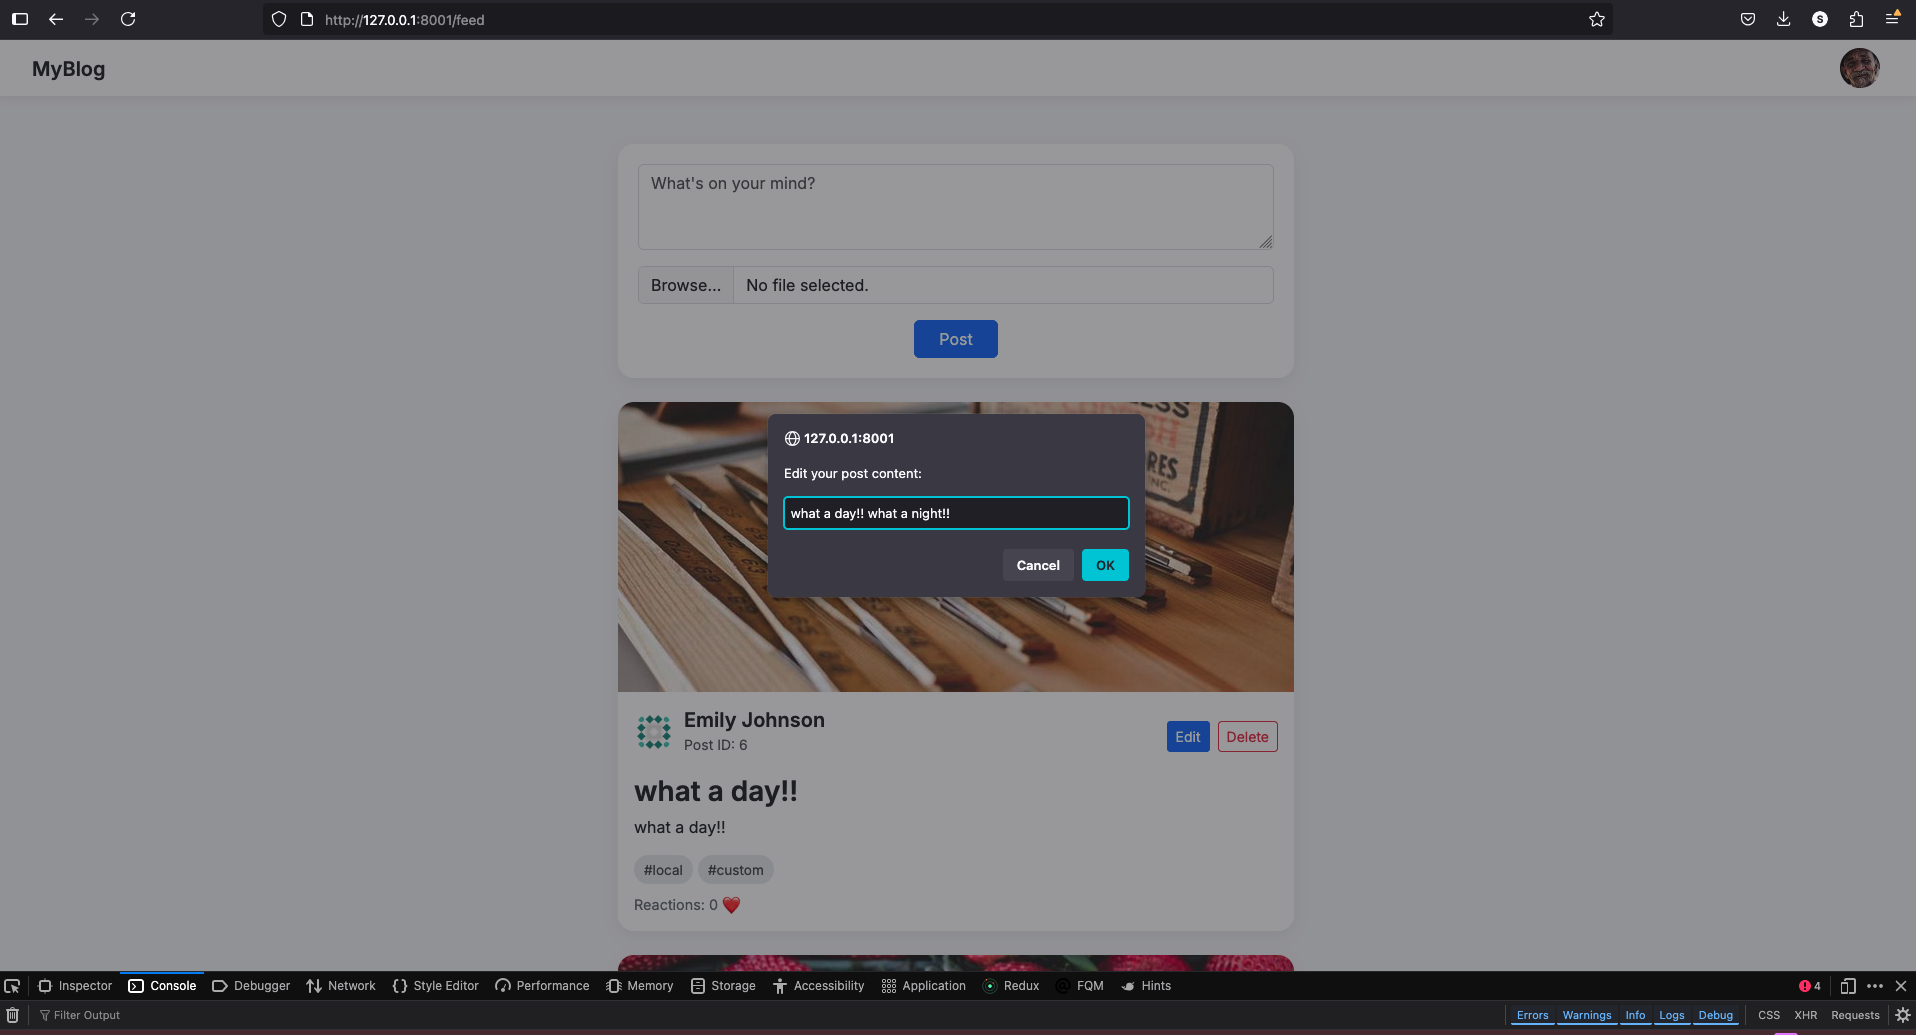 http://127.0.0.1:8001/feed
S
MyBlog
What's on your mind?
Browse... No file selected.
Post
ESS
RES
INC.
127.0.0.1:8001
Edit your post content:
what a day!! what a night!!
Cancel OK
Emily Johnson
Post ID: 6
Edit Delete
what a day!!
what a day!!
#local #custom
Reactions: 0 ❤️
Inspector Console Debugger Network Style Editor Performance Memory Storage Accessibility Application Redux FQM Hints 4
Filter Output Errors Warnings Info Logs Debug CSS XHR Requests